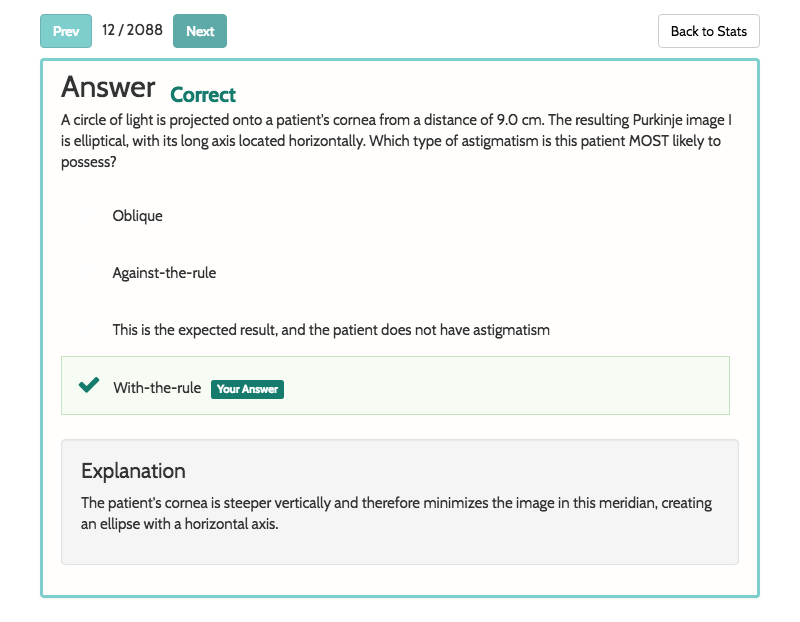 Prev 12 / 2088 Next Back to Stats
Answer Correct
A circle of light is projected onto a patient's cornea from a distance of 9.0 cm. The resulting Purkinje image I
is elliptical, with its long axis located horizontally. Which type of astigmatism is this patient MOST likely to
possess?
Oblique
Against-the-rule
This is the expected result, and the patient does not have astigmatism
With-the-rule Your Answer
Explanation
The patient's cornea is steeper vertically and therefore minimizes the image in this meridian, creating
an ellipse with a horizontal axis.